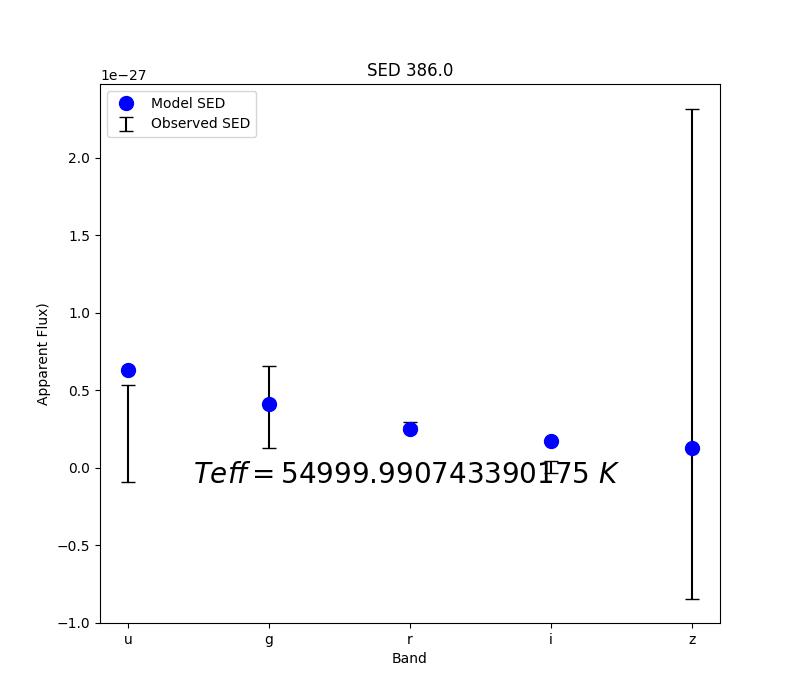 SED 386.0
1e−27
Model SED
Observed SED
2.0
1.5
1.0
0.5
0.0
−0.5
−1.0
Apparent Flux)
Teff = 54999.990743390175 K
u g r i z
Band